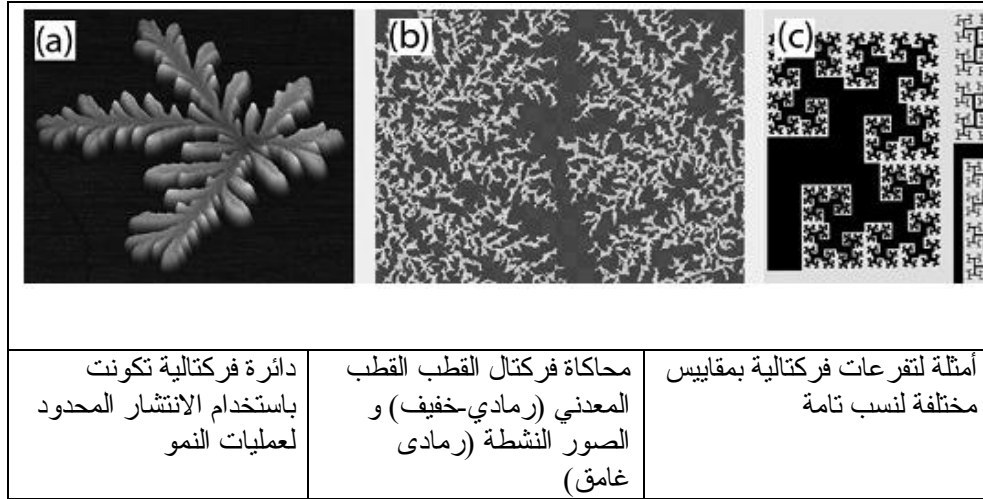 (a)
(b)
(c)
أمثلة لتفرعات فركتالية بمقاييس
مختلفة لنسب تامة
محاكاة فركتال القطب القطب
المعدني (رمادي-خفيف) و
الصور النشطة (رمادى
غامق)
دائرة فركتالية تكونت
باستخدام الانتشار المحدود
لعمليات النمو